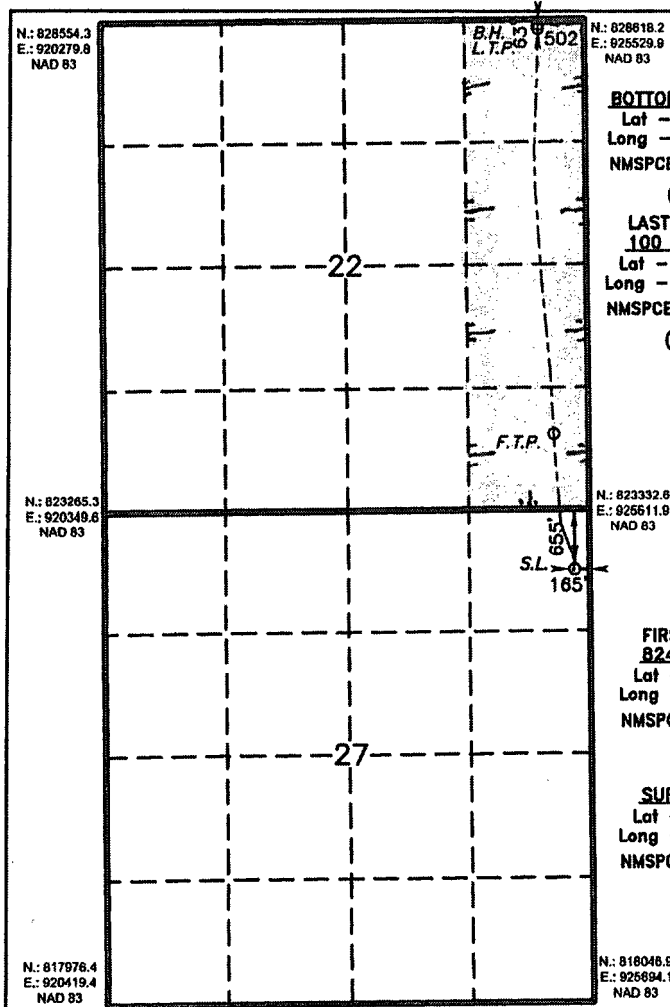 N.: 828554.3
E.: 920279.8
NAD 83
B.H.
L.T.P.
63'
502
N.: 828618.2
E.: 925529.9
NAD 83
BOTTOM
Lat -
Long -
NMSPCE
LAST
100
Lat -
Long -
NMSPCE
22
F.T.P.
N.: 823265.3
E.: 920349.6
NAD 83
N.: 823332.6
E.: 925611.9
NAD 83
655'
S.L.
165'
FIRS
824
Lat
Long
NMSPC
27
SUR
Lat -
Long
NMSPC
N.: 817976.4
E.: 920419.4
NAD 83
N.: 818046.9
E.: 925694.1
NAD 83